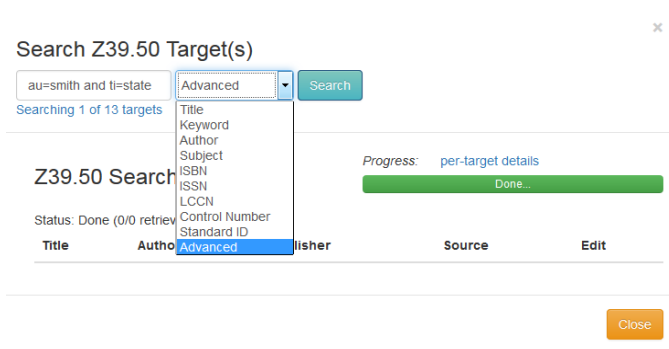 ×
Search Z39.50 Target(s)
au=smith and ti=state Advanced Search
Searching 1 of 13 targets
Title
Keyword
Author
Subject
ISBN
ISSN
LCCN
Control Number
Standard ID
Advanced
Progress: per-target details
Z39.50 Search
Done...
Status: Done (0/0 retriev
Title Autho lisher Source Edit
Close